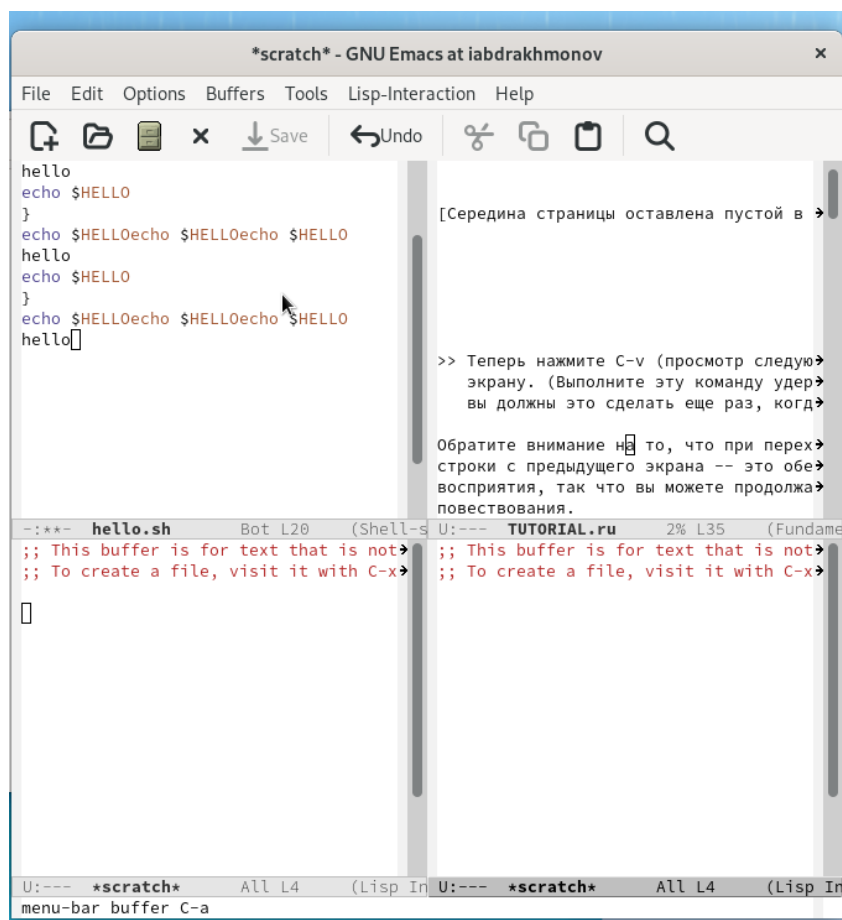 *scratch* - GNU Emacs at iabdrakhmonov
File Edit Options Buffers Tools Lisp-Interaction Help
Save Undo
hello
echo $HELLO
}
echo $HELLOecho $HELLOecho $HELLO
hello
echo $HELLO
}
echo $HELLOecho $HELLOecho $HELLO
hello
-:**- hello.sh Bot L20 (Shell-s
[Середина страницы оставлена пустой в
>> Теперь нажмите C-v (просмотр следую
экрану. (Выполните эту команду удер
вы должны это сделать еще раз, когд
Обратите внимание на то, что при перех
строки с предыдущего экрана -- это обе
восприятия, так что вы можете продолжа
повествования.
U:--- TUTORIAL.ru 2% L35 (Fundame
;; This buffer is for text that is not
;; To create a file, visit it with C-x
U:--- *scratch* All L4 (Lisp In
;; This buffer is for text that is not
;; To create a file, visit it with C-x
U:--- *scratch* All L4 (Lisp In
menu-bar buffer C-a